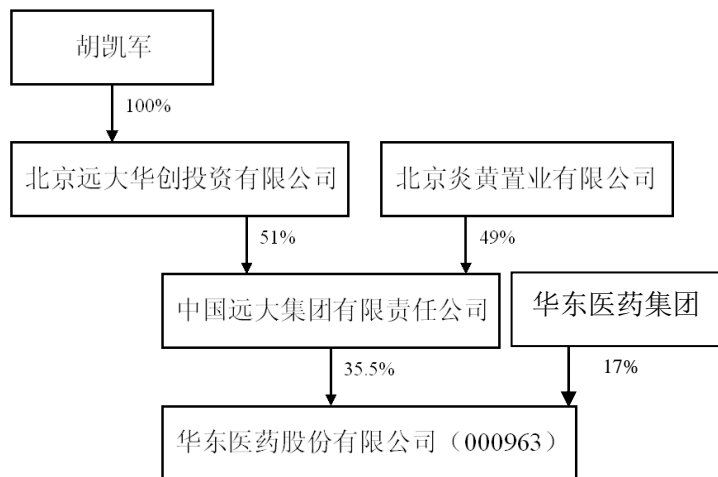 胡凯军
100%
北京远大华创投资有限公司
北京炎黄置业有限公司
51%
49%
中国远大集团有限责任公司
华东医药集团
35.5%
17%
华东医药股份有限公司（000963）